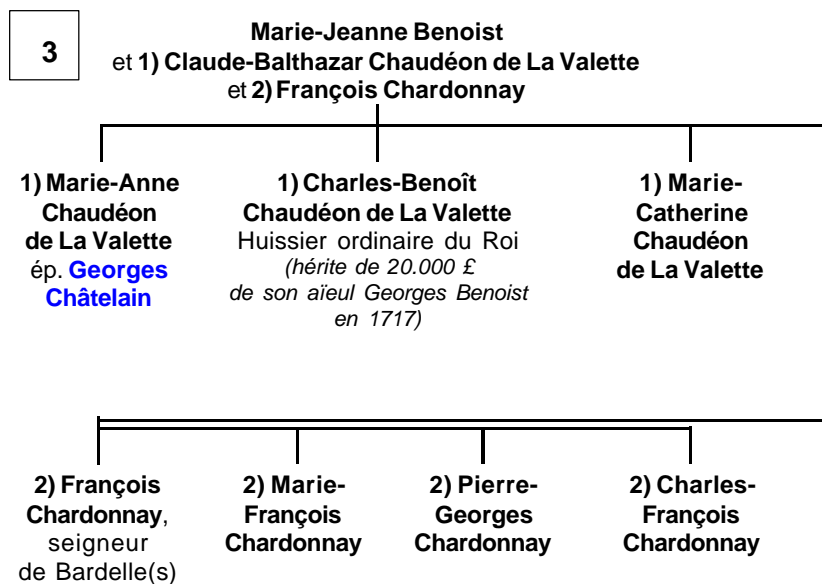 3
Marie-Jeanne Benoist
et 1) Claude-Balthazar Chaudéon de La Valette
et 2) François Chardonnay
1) Marie-Anne
Chaudéon
de La Valette
ép. Georges
Châtelain
1) Charles-Benoît
Chaudéon de La Valette
Huissier ordinaire du Roi
(hérite de 20.000 £
de son aïeul Georges Benoist
en 1717)
1) Marie-
Catherine
Chaudéon
de La Valette
2) François
Chardonnay,
seigneur
de Bardelle(s)
2) Marie-
François
Chardonnay
2) Pierre-
Georges
Chardonnay
2) Charles-
François
Chardonnay